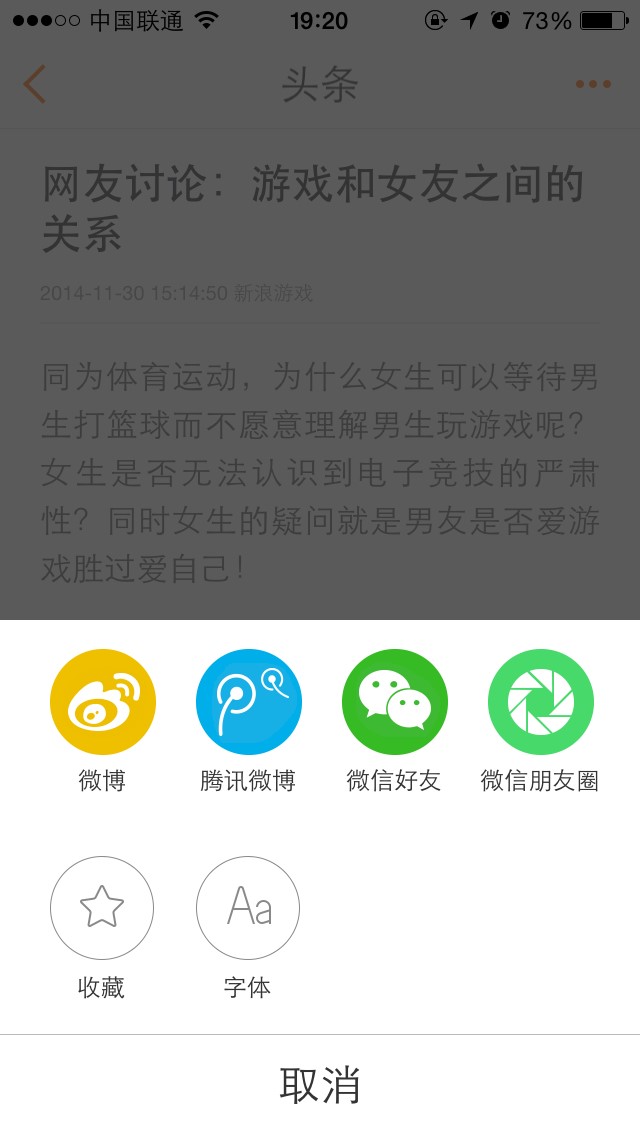 中国联通 19:20 73%
头条
网友讨论：游戏和女友之间的
关系
2014-11-30 15:14:50 新浪游戏
同为体育运动，为什么女生可以等待男
生打篮球而不愿意理解男生玩游戏呢？
女生是否无法认识到电子竞技的严肃
性？同时女生的疑问就是男友是否爱游
戏胜过爱自己！
微博 腾讯微博 微信好友 微信朋友圈
Aa
收藏 字体
取消